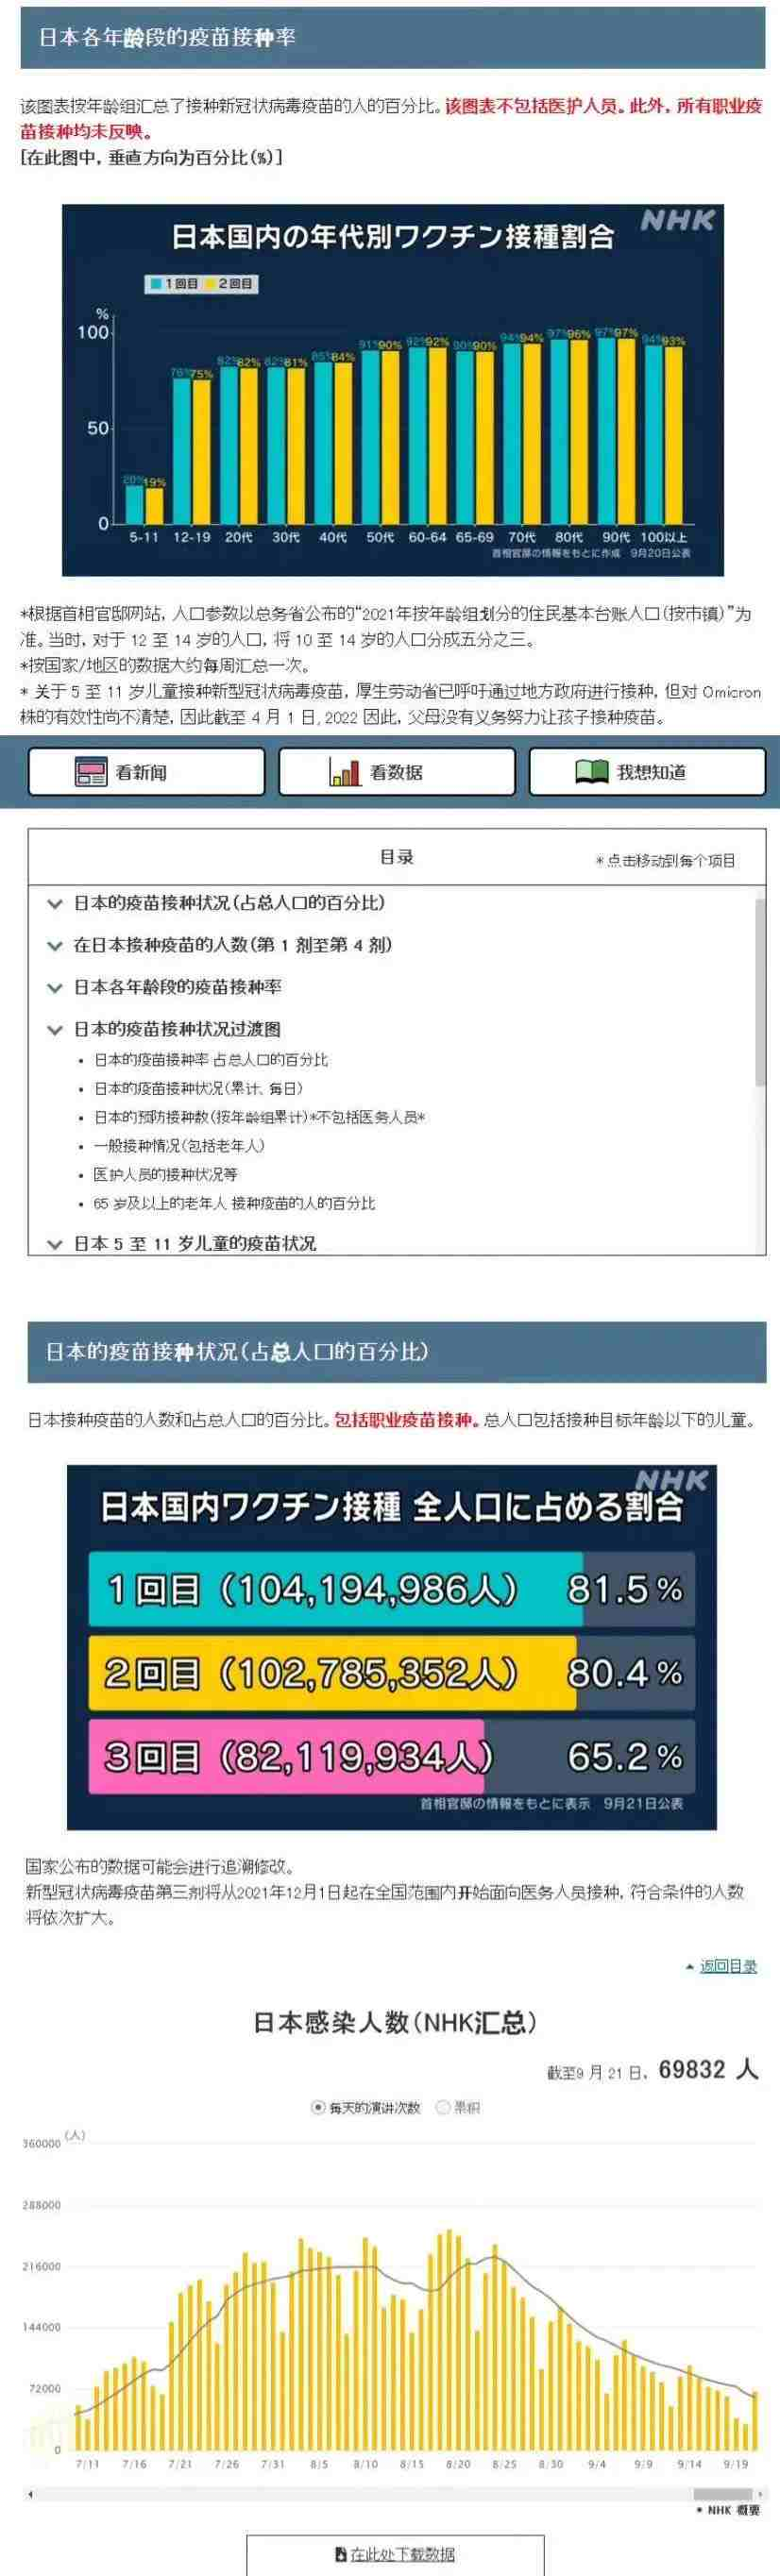 日本各年龄段的疫苗接种率
该图表按年龄组汇总了接种新冠状病毒疫苗的人的百分比。该图表不包括医护人员。此外，所有职业疫
苗接种均未反映。
[在此图中，垂直方向为百分比(%)]
NHK
日本国内の年代別ワクチン接種割合
1回目 2回目
%
100
50
0
20% 19% 76% 75% 82% 82% 82% 81% 85% 84% 91% 90% 92% 92% 90% 90% 94% 94% 97% 96% 97% 97% 94% 93%
5-11 12-19 20代 30代 40代 50代 60-64 65-69 70代 80代 90代 100以上
首相官邸の情報をもとに作成 9月20日公表
*根据首相官邸网站，人口参数以总务省公布的“2021年按年龄组划分的住民基本台账人口(按市镇)”为
准。当时，对于 12 至 14 岁的人口，将 10 至 14 岁的人口分成五分之三。
*按国家/地区的数据大约每周汇总一次。
* 关于 5 至 11 岁儿童接种新型冠状病毒疫苗，厚生劳动省已呼吁通过地方政府进行接种，但对 Omicron
株的有效性尚不清楚，因此截至 4 月 1 日, 2022 因此，父母没有义务努力让孩子接种疫苗。
看新闻 看数据 我想知道
目录
*点击移动到每个项目
日本的疫苗接种状况(占总人口的百分比)
在日本接种疫苗的人数(第 1 剂至第 4 剂)
日本各年龄段的疫苗接种率
日本的疫苗接种状况过渡图
• 日本的疫苗接种率 占总人口的百分比
• 日本的疫苗接种状况(累计、每日)
• 日本的预防接种数(按年龄组累计)*不包括医务人员*
• 一般接种情况(包括老年人)
• 医护人员的接种状况等
• 65 岁及以上的老年人 接种疫苗的人的百分比
日本 5 至 11 岁儿童的疫苗状况
日本的疫苗接种状况(占总人口的百分比)
日本接种疫苗的人数和占总人口的百分比。包括职业疫苗接种。总人口包括接种目标年龄以下的儿童。
NHK
日本国内ワクチン接種 全人口に占める割合
1回目（104,194,986人） 81.5%
2回目（102,785,352人） 80.4%
3回目（82,119,934人） 65.2%
首相官邸の情報をもとに表示 9月21日公表
国家公布的数据可能会进行追溯修改。
新型冠状病毒疫苗第三剂将从2021年12月1日起在全国范围内开始面向医务人员接种，符合条件的人数
将依次扩大。
返回目录
日本感染人数(NHK汇总)
截至9 月 21 日， 69832 人
每天的演讲次数 累积
(人)
360000
288000
216000
144000
72000
0
7/11 7/16 7/21 7/26 7/31 8/5 8/10 8/15 8/20 8/25 8/30 9/4 9/9 9/14 9/19
* NHK 概要
在此处下载数据